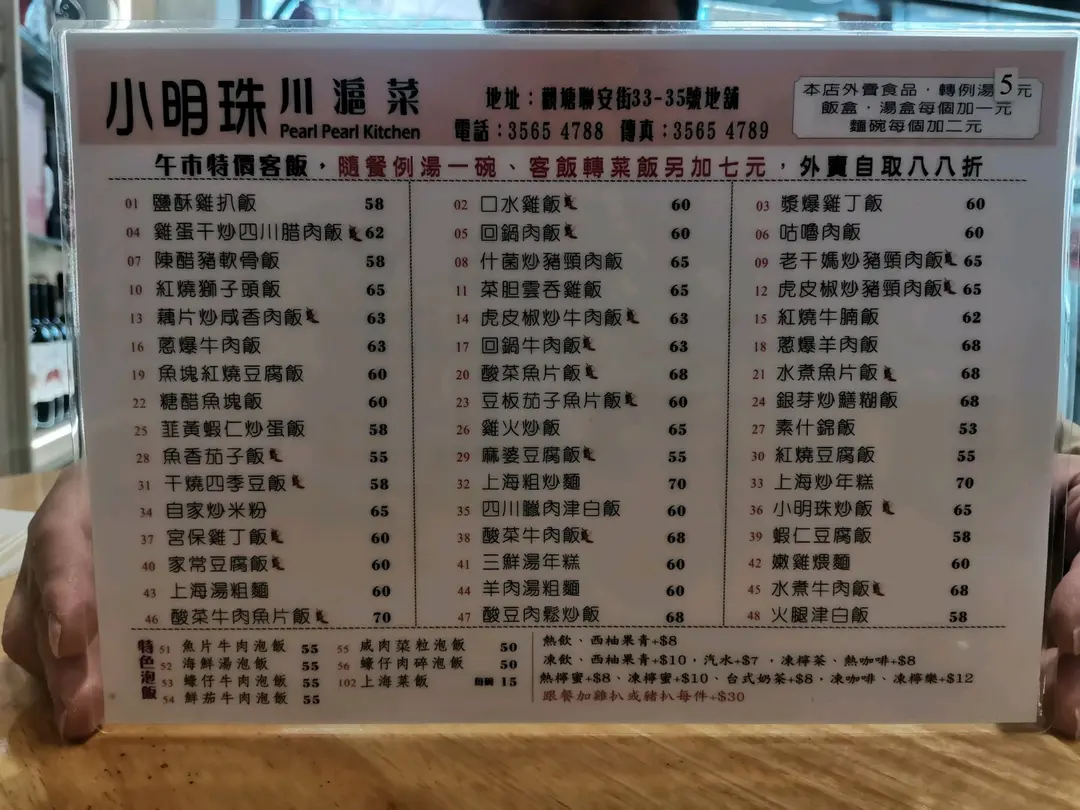 小明珠 川滬菜
Pearl Pearl Kitchen
地址：觀塘聯安街33-35號地舖
電話：3565 4788 傳真：3565 4789
本店外賣食品，轉例湯5元
飯盒，湯盒每個加一元
麵碗每個加二元
午市特價客飯，隨餐例湯一碗、客飯轉菜飯另加七元，外賣自取八八折
01 鹽酥雞扒飯 58
04 雞蛋干炒四川腊肉飯 62
07 陳醋豬軟骨飯 58
10 紅燒獅子頭飯 65
13 藕片炒咸香肉飯 63
16 蔥爆牛肉飯 63
19 魚塊紅燒豆腐飯 60
22 糖醋魚塊飯 60
25 韮黃蝦仁炒蛋飯 58
28 魚香茄子飯 55
31 干燒四季豆飯 58
34 自家炒米粉 65
37 宮保雞丁飯 60
40 家常豆腐飯 60
43 上海湯粗麵 60
46 酸菜牛肉魚片飯 70
02 口水雞飯 60
05 回鍋肉飯 60
08 什菌炒豬頸肉飯 65
11 菜胆雲吞雞飯 65
14 虎皮椒炒牛肉飯 63
17 回鍋牛肉飯 63
20 酸菜魚片飯 68
23 豆板茄子魚片飯 60
26 雞火炒飯 65
29 麻婆豆腐飯 55
32 上海粗炒麵 70
35 四川臘肉津白飯 60
38 酸菜牛肉飯 68
41 三鮮湯年糕 60
44 羊肉湯粗麵 60
47 酸豆肉鬆炒飯 68
03 漿爆雞丁飯 60
06 咕嚕肉飯 60
09 老干媽炒豬頸肉飯 65
12 虎皮椒炒豬頸肉飯 65
15 紅燒牛腩飯 62
18 蔥爆羊肉飯 68
21 水煮魚片飯 68
24 銀芽炒鱔糊飯 68
27 素什錦飯 53
30 紅燒豆腐飯 55
33 上海炒年糕 70
36 小明珠炒飯 65
39 蝦仁豆腐飯 58
42 嫩雞煨麵 60
45 水煮牛肉飯 68
48 火腿津白飯 58
特色泡飯
51 魚片牛肉泡飯 55
52 海鮮湯泡飯 55
53 蠔仔牛肉泡飯 55
54 鮮茄牛肉泡飯 55
55 咸肉菜粒泡飯 50
56 蠔仔肉碎泡飯 50
102 上海菜飯 每碗 15
熱飲、西柚果青+$8
凍飲、西柚果青+$10，汽水+$7，凍檸茶、熱咖啡+$8
熱檸蜜+$8、凍檸蜜+$10、台式奶茶+$8，凍咖啡、凍檸樂+$12
跟餐加雞扒或豬扒每件+$30